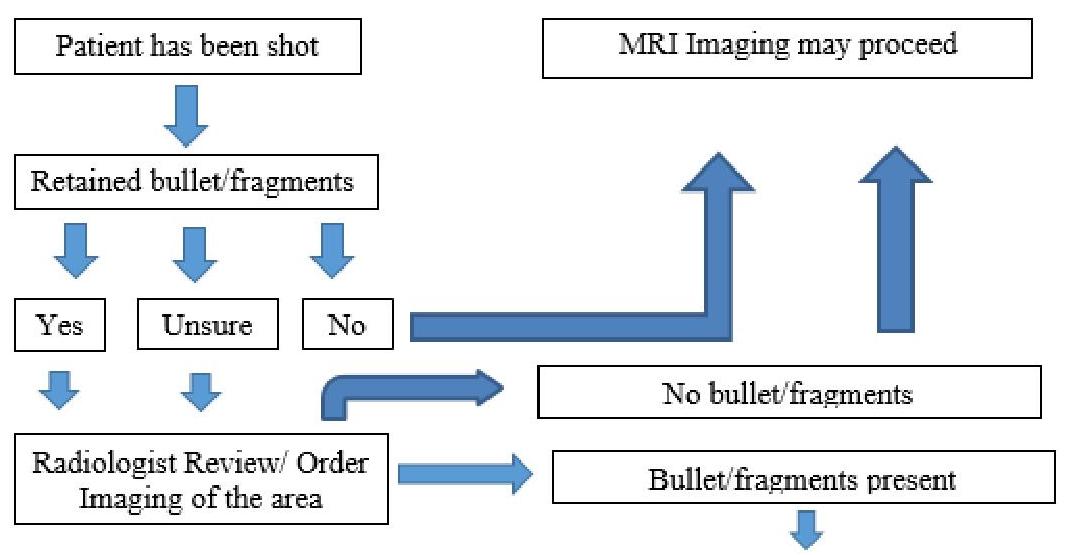 Patient has been shot
MRI Imaging may proceed
Retained bullet/fragments
Yes
Unsure
No
No bullet/fragments
Radiologist Review/ Order
Imaging of the area
Bullet/fragments present